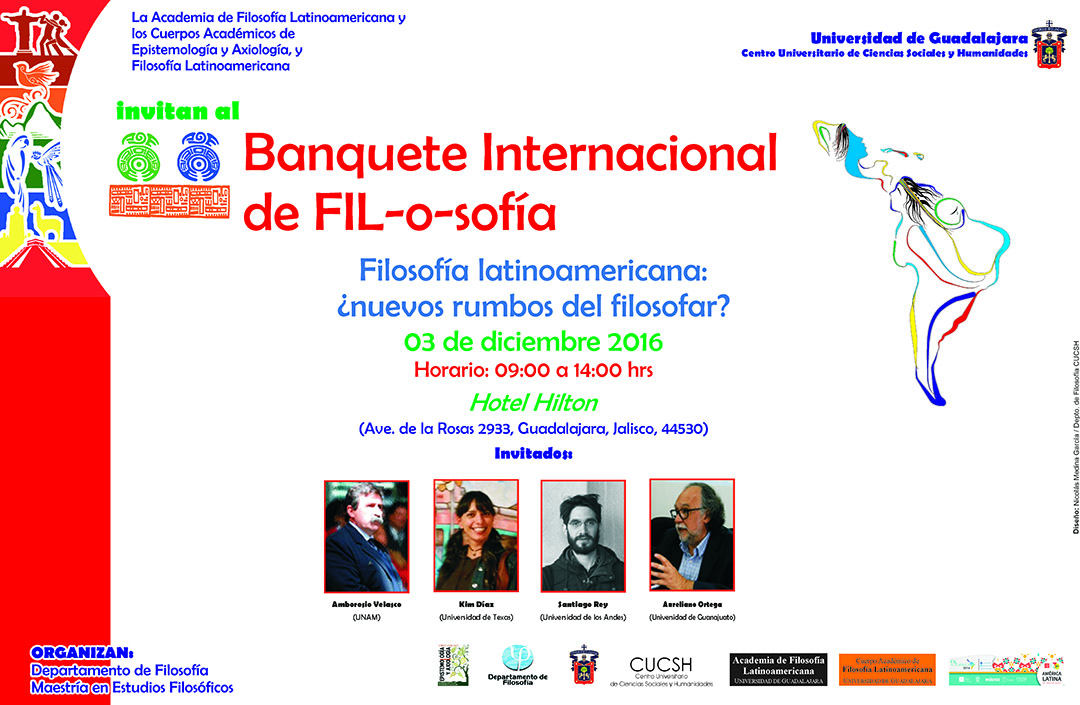 La Academia de Filosofía Latinoamericana y
los Cuerpos Académicos de
Epistemología y Axiología, y
Filosofía Latinoamericana
Universidad de Guadalajara
Centro Universitario de Ciencias Sociales y Humanidades
invitan al
Banquete Internacional
de FIL-o-sofía
Filosofía latinoamericana:
¿nuevos rumbos del filosofar?
03 de diciembre 2016
Horario: 09:00 a 14:00 hrs
Hotel Hilton
(Ave. de la Rosas 2933, Guadalajara, Jalisco, 44530)
Invitados:
Amborosio Velasco
(UNAM)
Kim Díaz
(Universidad de Texas)
Santiago Rey
(Universidad de los Andes)
Aureliano Ortega
(Universidad de Guanajuato)
Diseño: Nicolás Medina García / Depto. de Filosofía CUCSH
ORGANIZAN:
Departamento de Filosofía
Maestría en Estudios Filosóficos
EPISTEMOLOGÍA
Y AXIOLOGÍA
Departamento de
Filosofía
CUCSH
Centro Universitario
de Ciencias Sociales y Humanidades
Academia de Filosofía
Latinoamericana
UNIVERSIDAD DE GUADALAJARA
Cuerpo Académico de
Filosofía Latinoamericana
UNIVERSIDAD DE GUADALAJARA
AMÉRICA
LATINA